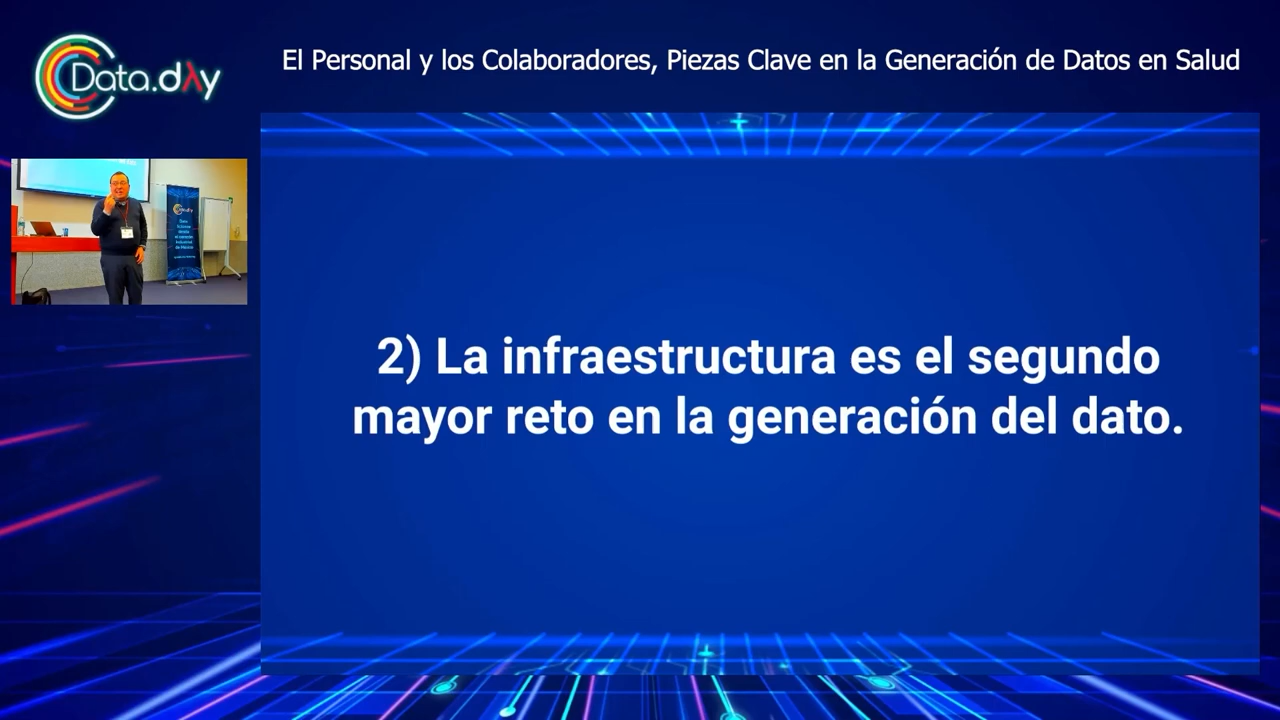 Data.dλy
El Personal y los Colaboradores, Piezas Clave en la Generación de Datos en Salud
2) La infraestructura es el segundo
mayor reto en la generación del dato.